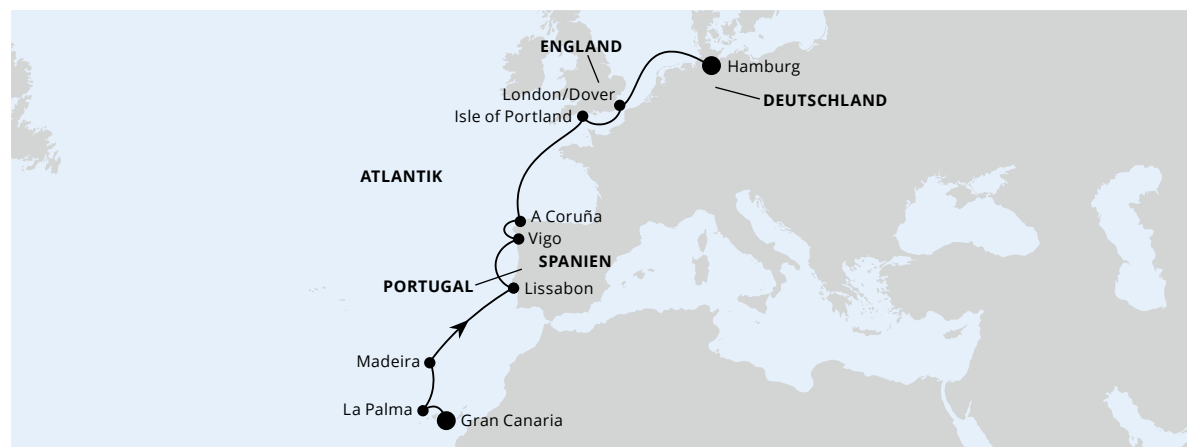 ENGLAND
Hamburg
London/Dover
DEUTSCHLAND
Isle of Portland
ATLANTIK
A Coruña
Vigo
SPANIEN
PORTUGAL
Lissabon
Madeira
La Palma
Gran Canaria